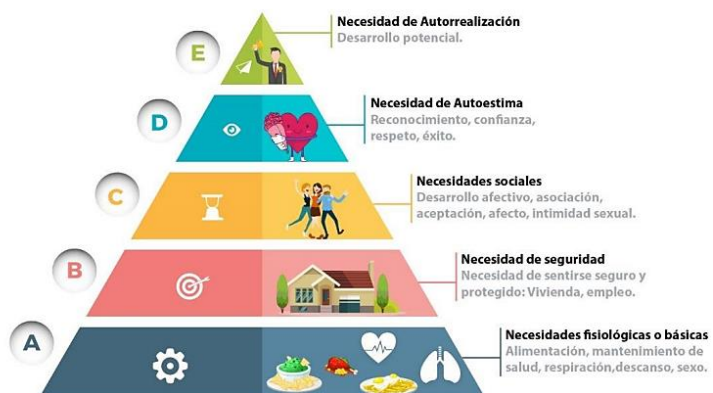 E
Necesidad de Autorrealización
Desarrollo potencial.
D
Necesidad de Autoestima
Reconocimiento, confianza,
respeto, éxito.
C
Necesidades sociales
Desarrollo afectivo, asociación,
aceptación, afecto, intimidad sexual.
B
Necesidad de seguridad
Necesidad de sentirse seguro y
protegido: Vivienda, empleo.
A
Necesidades fisiológicas o básicas
Alimentación, mantenimiento de
salud, respiración,descanso, sexo.